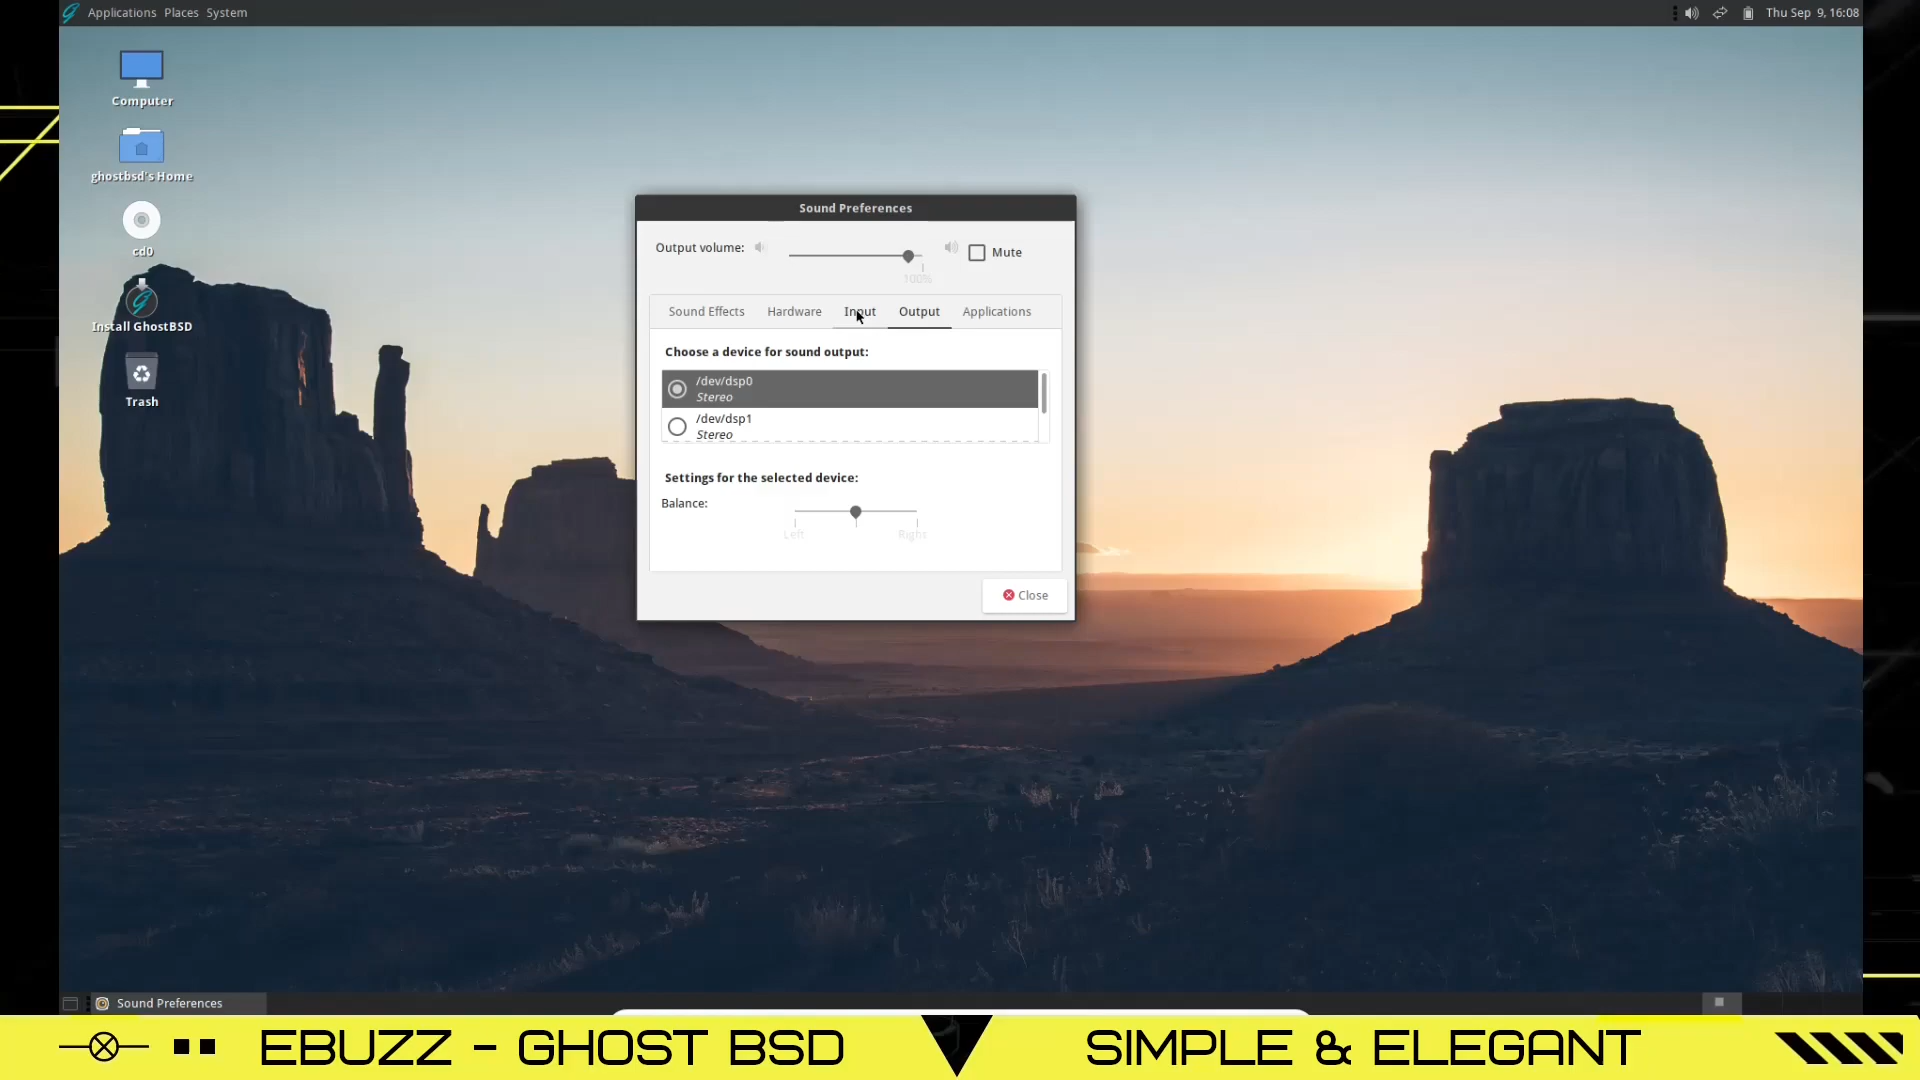 Applications Places System
Thu Sep 9, 16:08
Computer
ghostbsd's Home
cd0
Install GhostBSD
Trash
Sound Preferences
Output volume:
Mute
100%
Sound Effects Hardware Input Output Applications
Choose a device for sound output:
/dev/dsp0
Stereo
/dev/dsp1
Stereo
Settings for the selected device:
Balance:
Left Right
Close
Sound Preferences
EBUZZ - GHOST BSD SIMPLE & ELEGANT